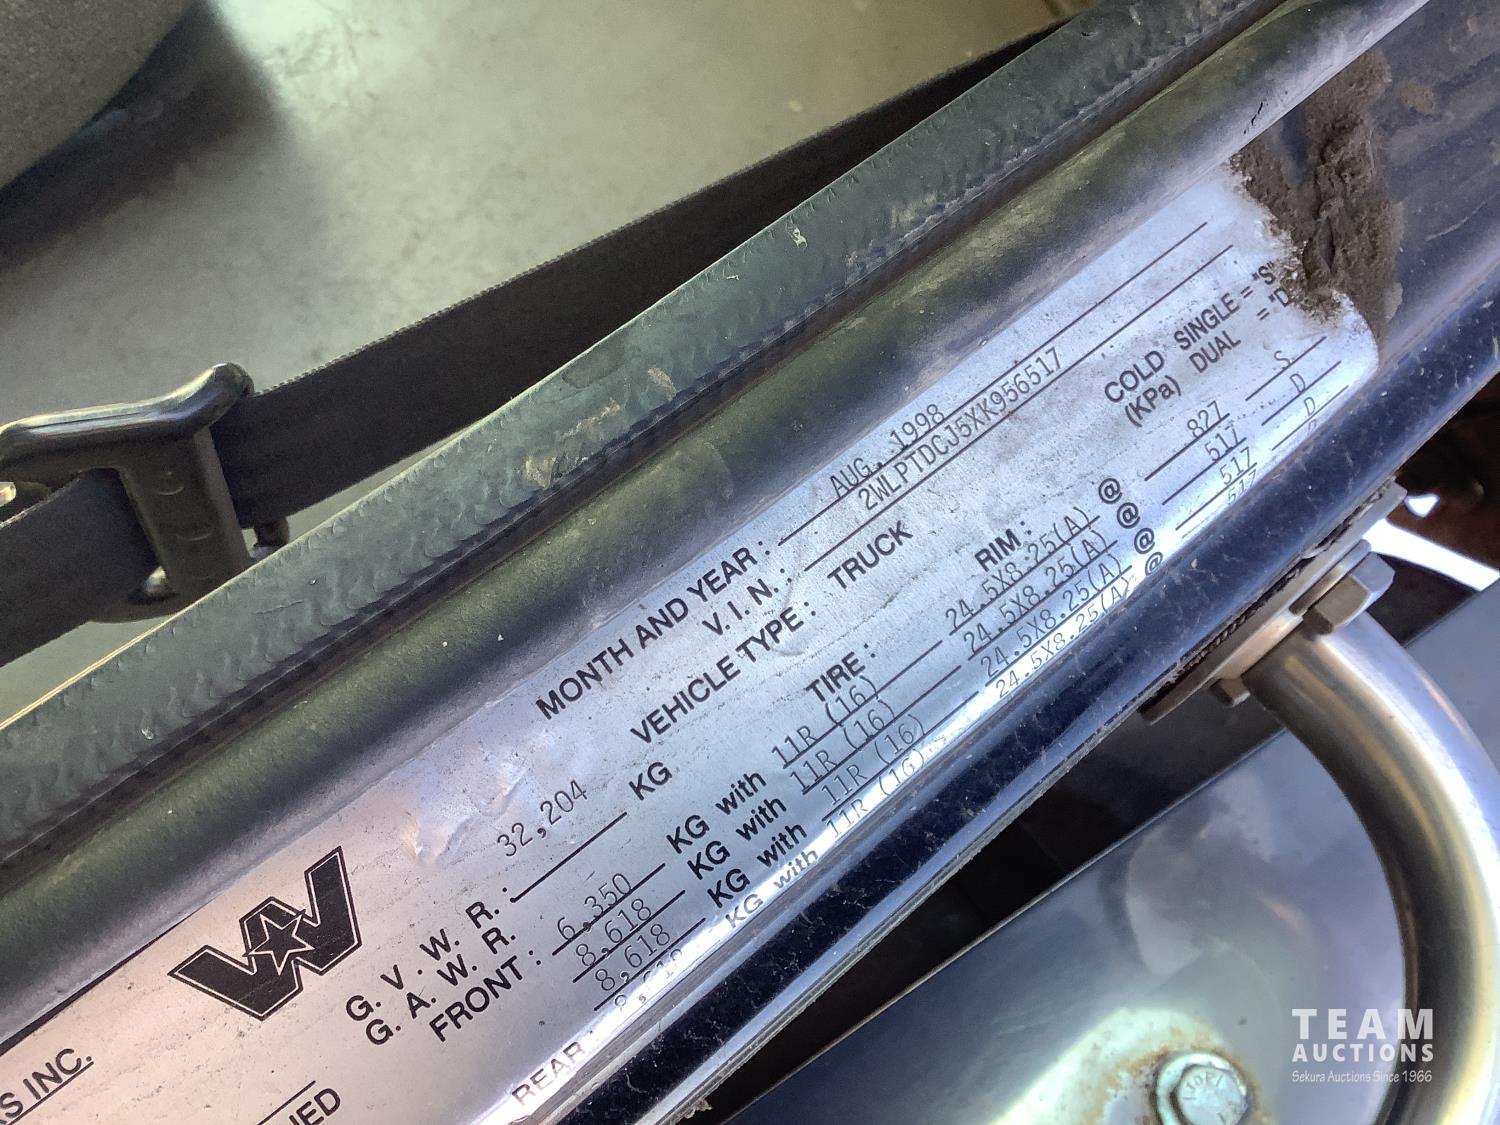 MONTH AND YEAR: AUG. 1998
V. I. N.: 2WLPTDCJ5XK956517
VEHICLE TYPE: TRUCK
G. V. W. R.: 32,204 KG
G. A. W. R. TIRE: RIM: COLD SINGLE = "S"
(KPa) DUAL = "D
FRONT: 6,350 KG with 11R (16) 24.5X8.25(A) @ 827 S
8,618 KG with 11R (16) 24.5X8.25(A) @ 517 D
8,618 KG with 11R (16) 24.5X8.25(A) @ 517 D
REAR KG with 11R (16) 24.5X8.25(A) @ 517
KS INC.
IED
TEAM
AUCTIONS
Sekura Auctions Since 1966